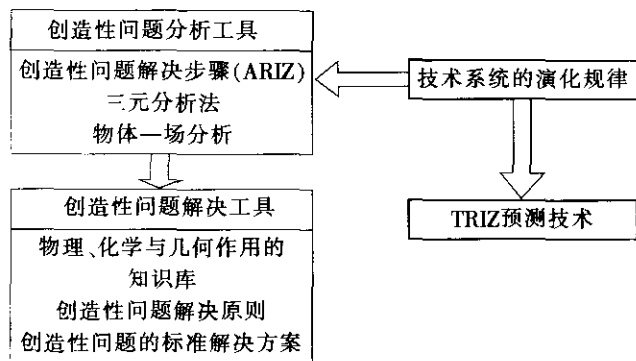 创造性问题分析工具
创造性问题解决步骤(ARIZ)
三元分析法
物体—场分析
技术系统的演化规律
创造性问题解决工具
物理、化学与几何作用的
知识库
创造性问题解决原则
创造性问题的标准解决方案
TRIZ预测技术